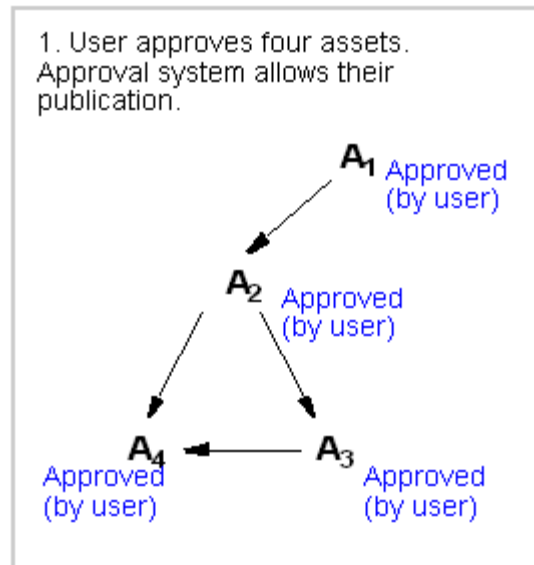 1. User approves four assets.
Approval system allows their
publication.
A1 Approved
(by user)
A2 Approved
(by user)
A4 A3
Approved Approved
(by user) (by user)